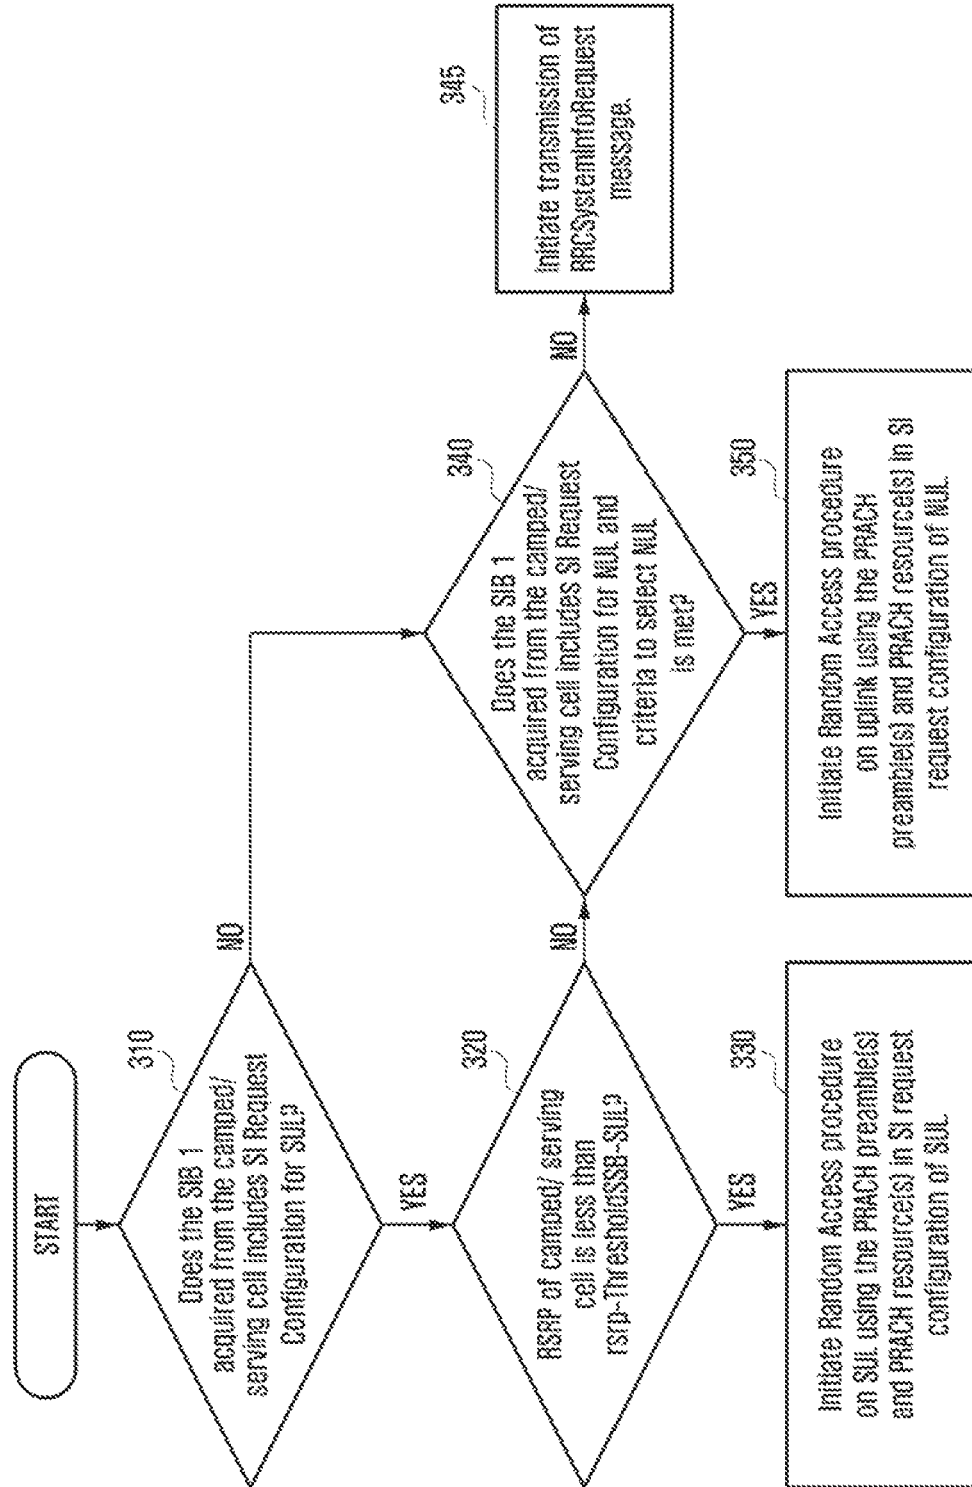 START
310
Does the SIB 1
acquired from the camped/
serving cell includes SI Request
Configuration for SUL?
NO
YES
320
RSRP of camped/ serving
cell is less than
rsrp-ThresholdSSB-SUL?
NO
YES
330
Initiate Random Access procedure
on SUL using the PRACH preamble(s)
and PRACH resource(s) in SI request
configuration of SUL.
340
Does the SIB 1
acquired from the camped/
serving cell includes SI Request
Configuration for NUL and
criteria to select NUL
is met?
NO
YES
345
Initiate transmission of
RRCSystemInfoRequest
message.
350
Initiate Random Access procedure
on uplink using the PRACH
preamble(s) and PRACH resource(s) in SI
request configuration of NUL.